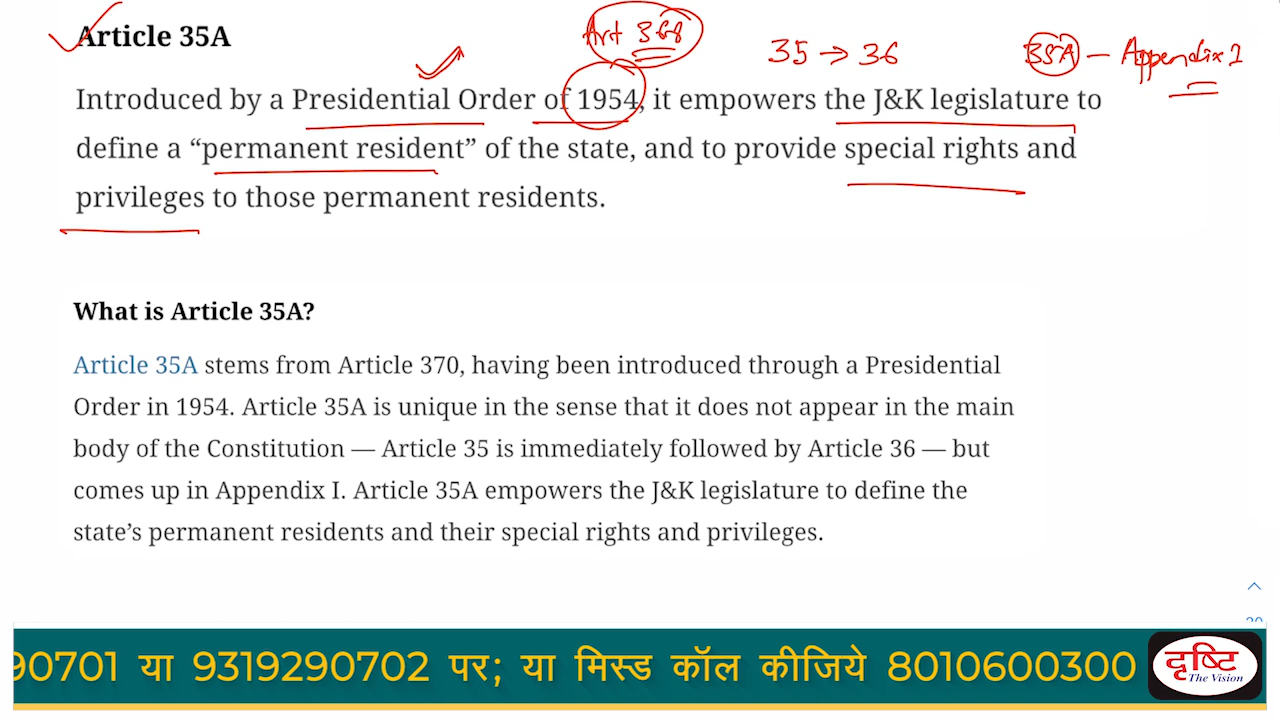 Article 35A
Art 368
35 → 36
35A – Appendix I
Introduced by a Presidential Order of 1954, it empowers the J&K legislature to
define a “permanent resident” of the state, and to provide special rights and
privileges to those permanent residents.
What is Article 35A?
Article 35A stems from Article 370, having been introduced through a Presidential
Order in 1954. Article 35A is unique in the sense that it does not appear in the main
body of the Constitution — Article 35 is immediately followed by Article 36 — but
comes up in Appendix I. Article 35A empowers the J&K legislature to define the
state’s permanent residents and their special rights and privileges.
90701 या 9319290702 पर; या मिस्ड कॉल कीजिये 8010600300
दृष्टि
The Vision